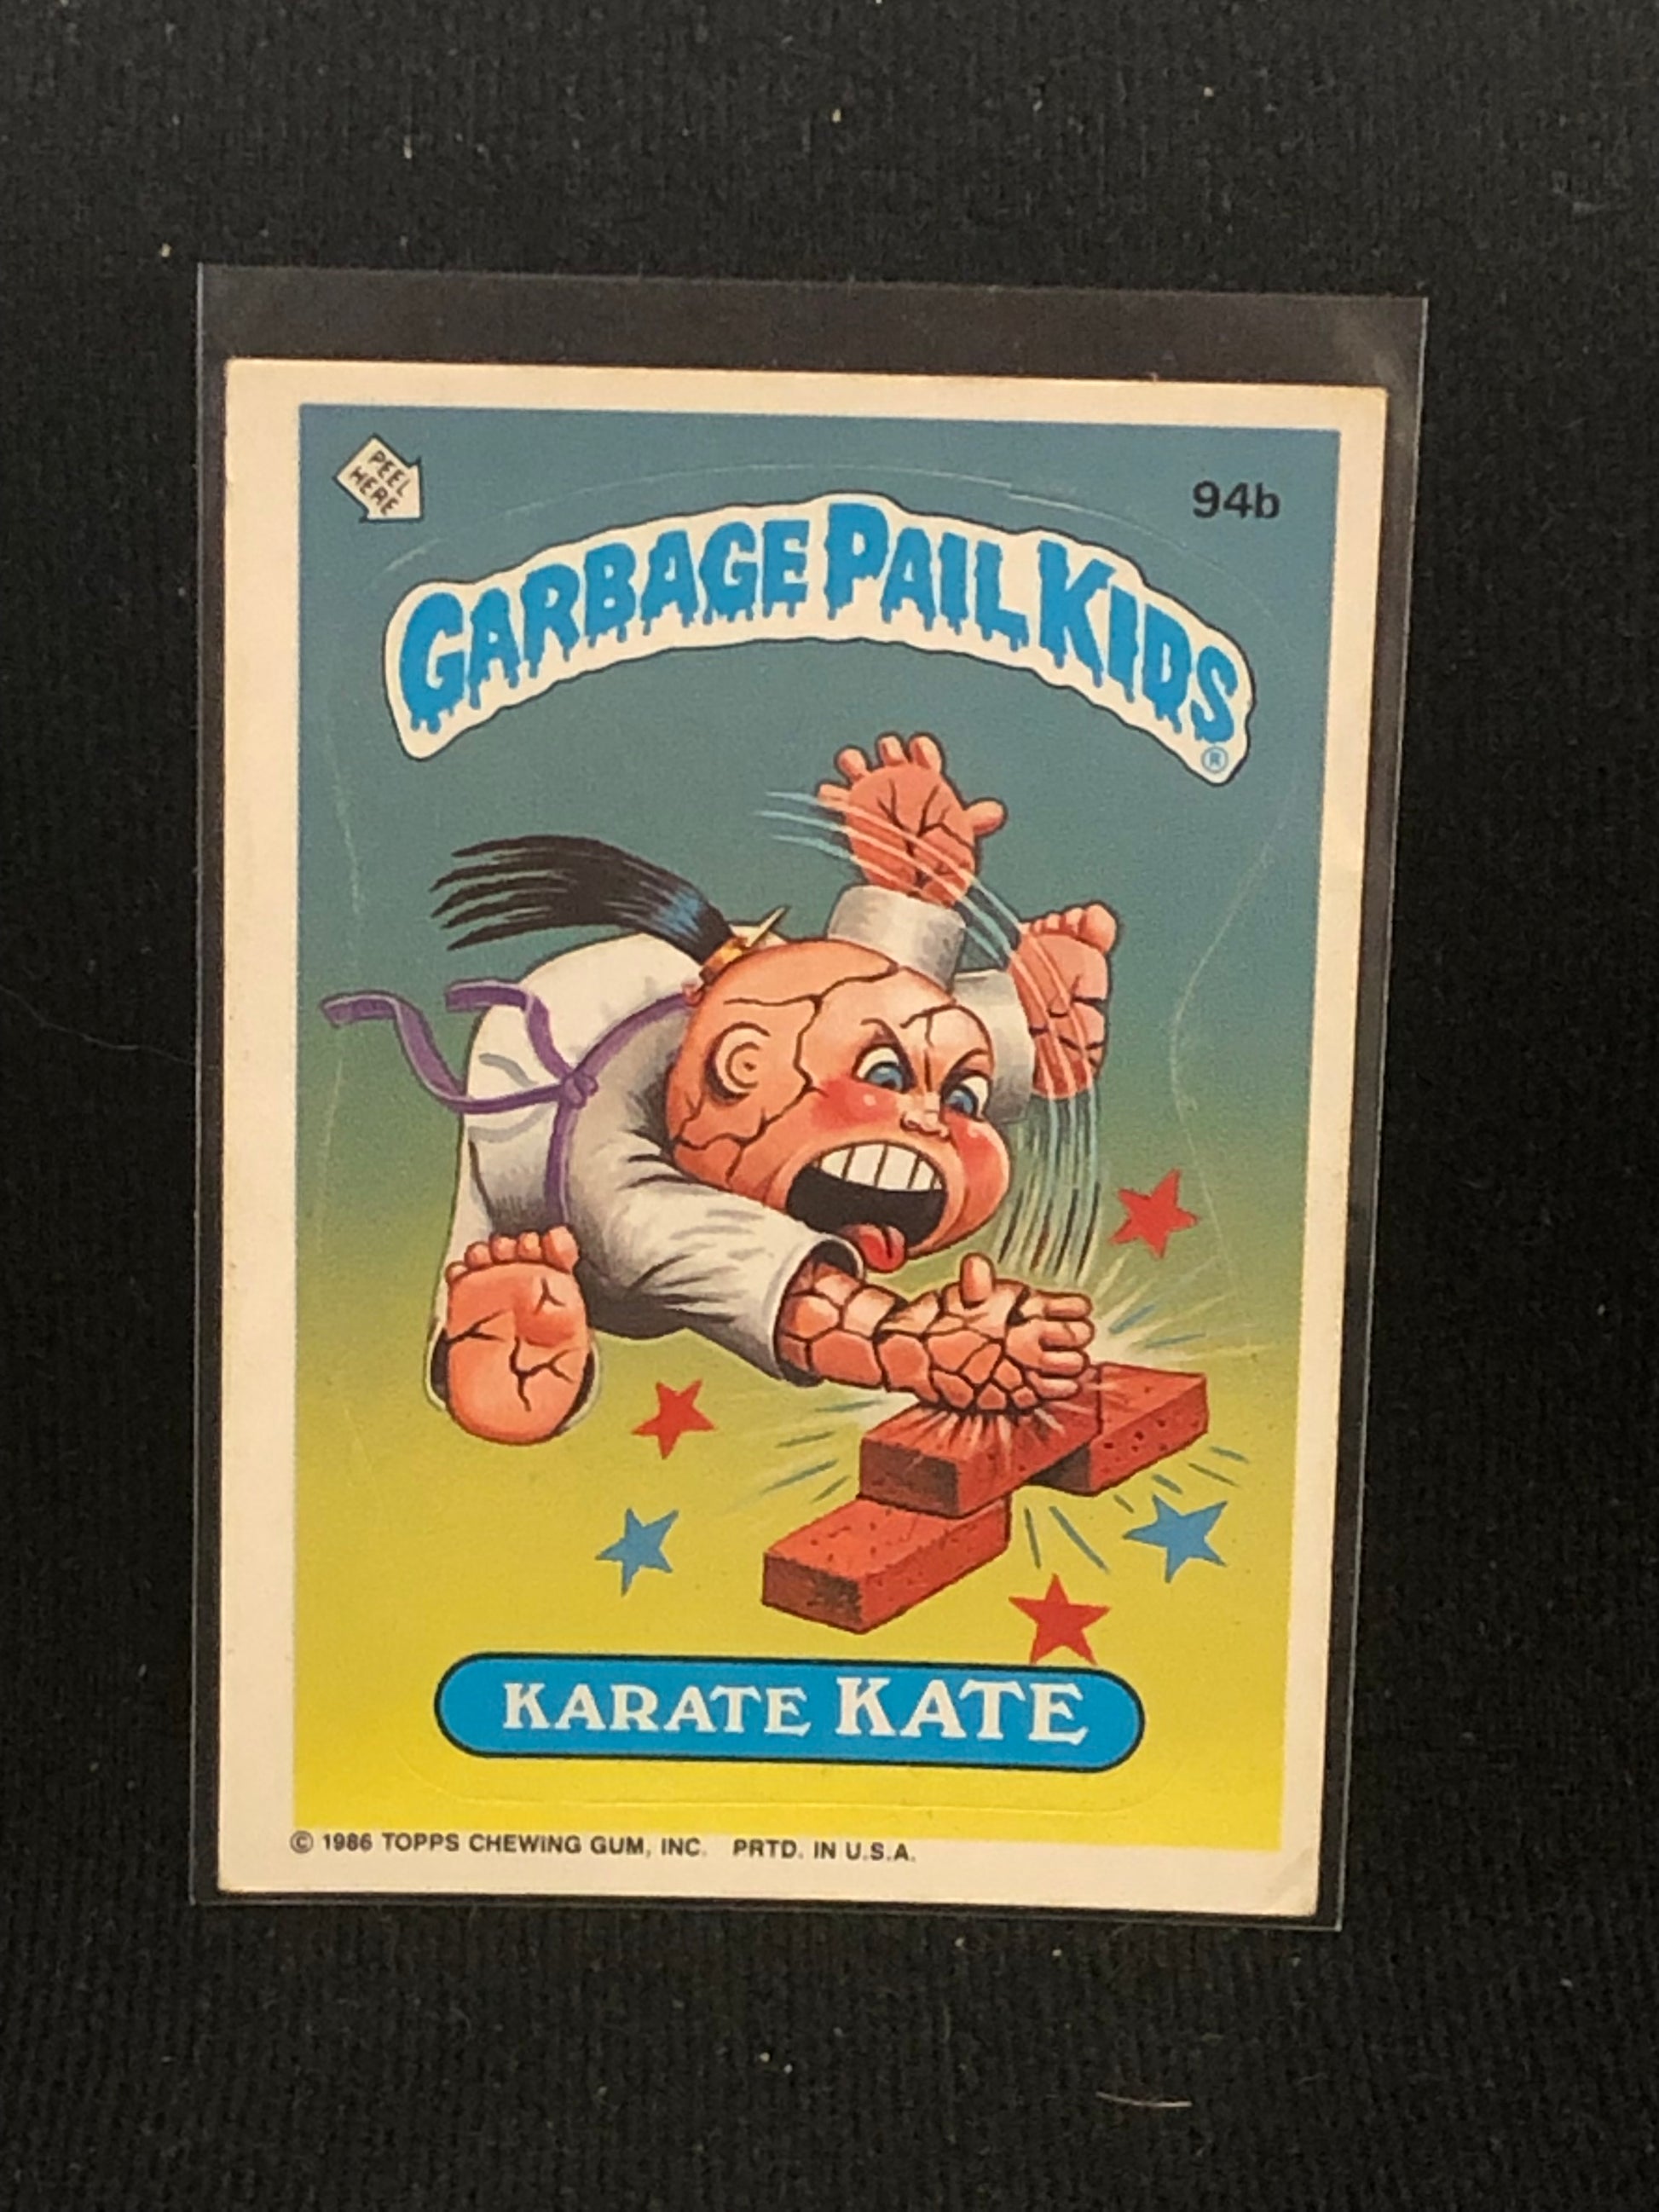 PEEL
HERE
94b
GARBAGE PAIL KIDS
®
KARATE KATE
© 1986 TOPPS CHEWING GUM, INC. PRTD. IN U.S.A.